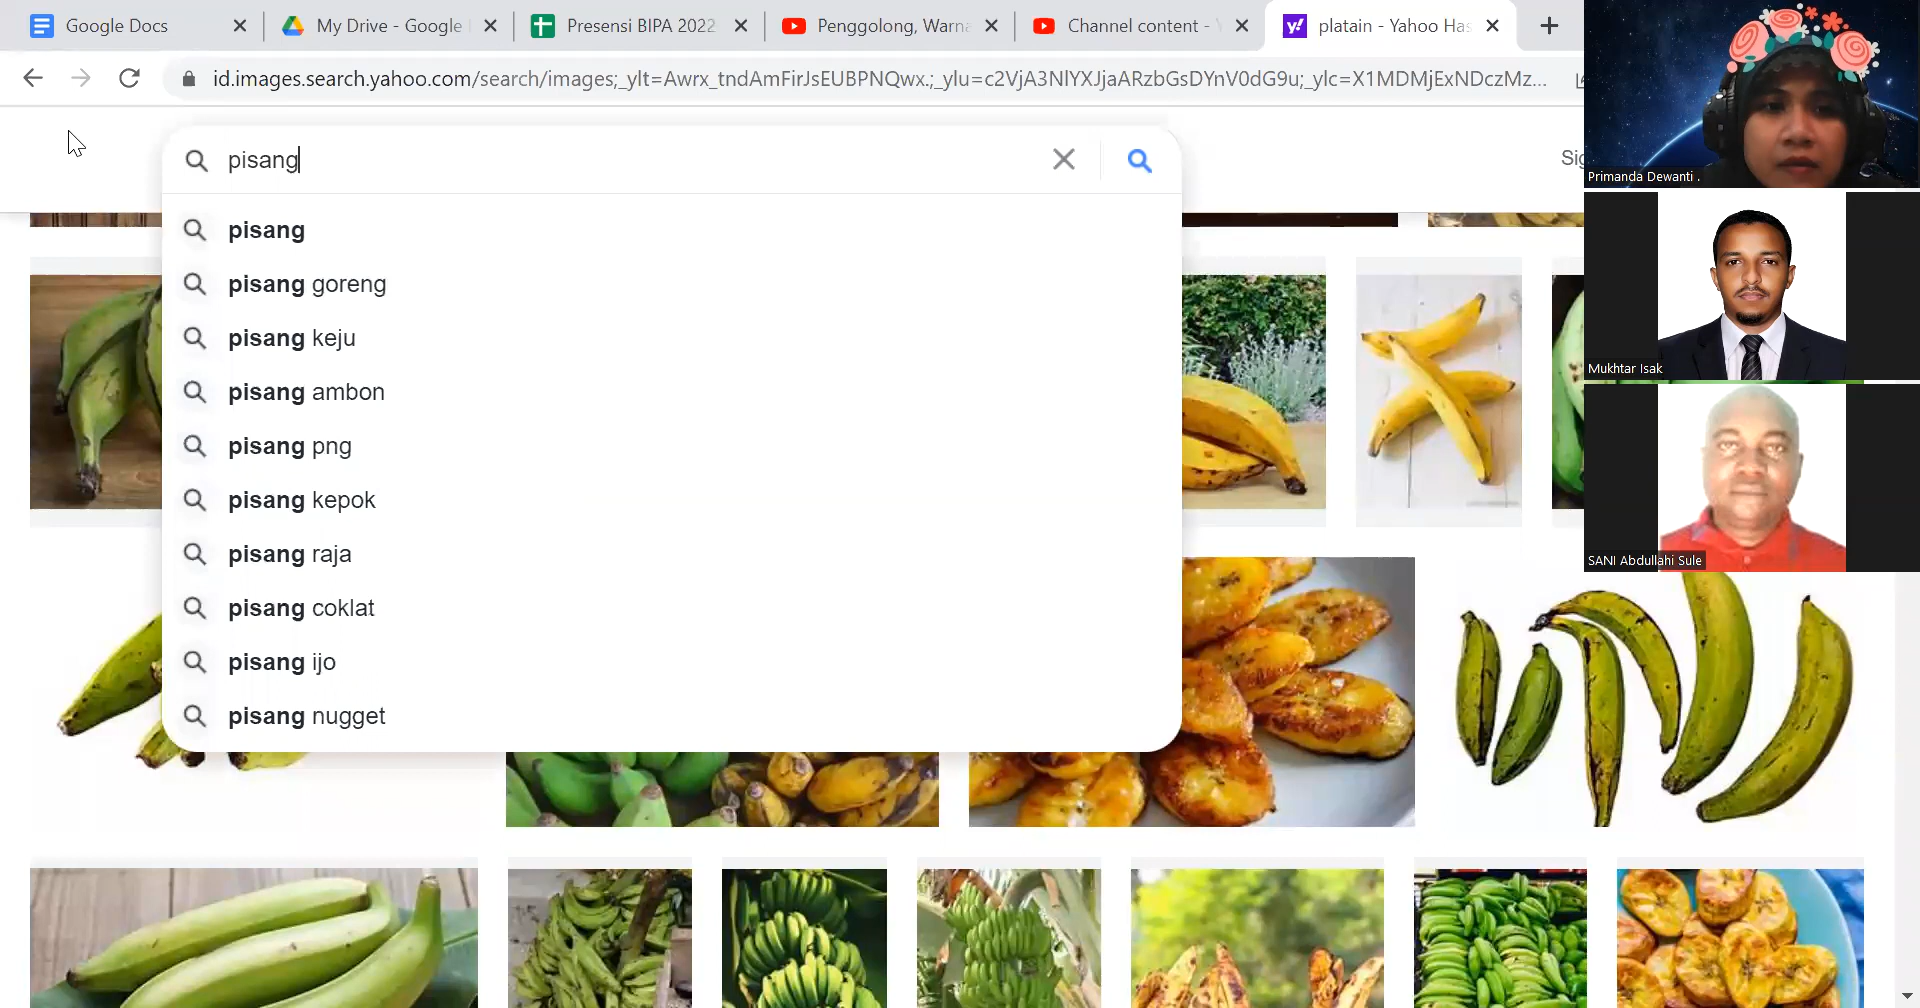 Google Docs
My Drive - Google
Presensi BIPA 2022
Penggolong, Warna
Channel content -
platain - Yahoo Has
id.images.search.yahoo.com/search/images;_ylt=Awrx_tndAmFirJsEUBPNQwx.;_ylu=c2VjA3NlYXJjaARzbGsDYnV0dG9u;_ylc=X1MDMjExNDczMz...
pisang
pisang
pisang goreng
pisang keju
pisang ambon
pisang png
pisang kepok
pisang raja
pisang coklat
pisang ijo
pisang nugget
Primanda Dewanti .
Mukhtar Isak
SANI Abdullahi Sule